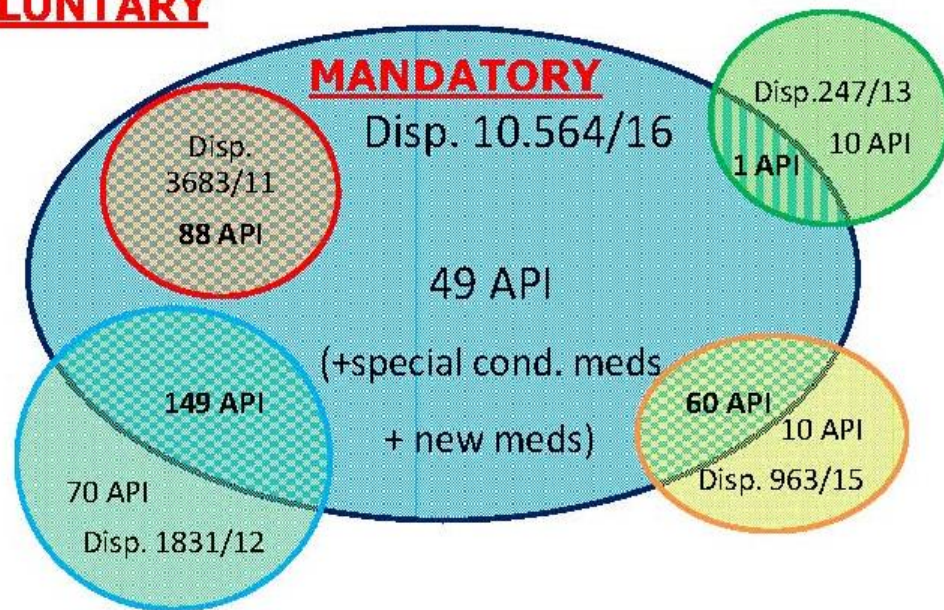 LUNTARY
MANDATORY
Disp. 10.564/16
Disp.247/13
10 API
1 API
Disp.
3683/11
88 API
49 API
(+special cond. meds
+ new meds)
149 API
70 API
Disp. 1831/12
60 API
10 API
Disp. 963/15